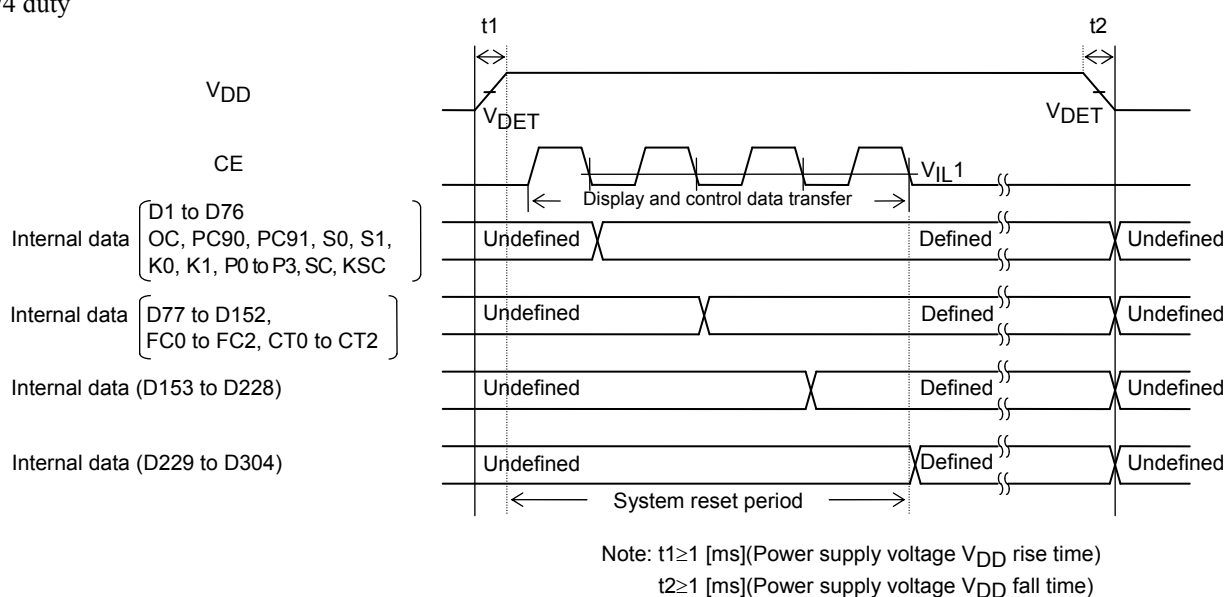 /4 duty
t1
t2
VDD
VDET
VDET
CE
VIL1
Display and control data transfer
Internal data
D1 to D76
OC, PC90, PC91, S0, S1,
K0, K1, P0 to P3, SC, KSC
Undefined
Defined
Undefined
Internal data
D77 to D152,
FC0 to FC2, CT0 to CT2
Undefined
Defined
Undefined
Internal data (D153 to D228)
Undefined
Defined
Undefined
Internal data (D229 to D304)
Undefined
Defined
Undefined
System reset period
Note: t1≥1 [ms](Power supply voltage VDD rise time)
t2≥1 [ms](Power supply voltage VDD fall time)